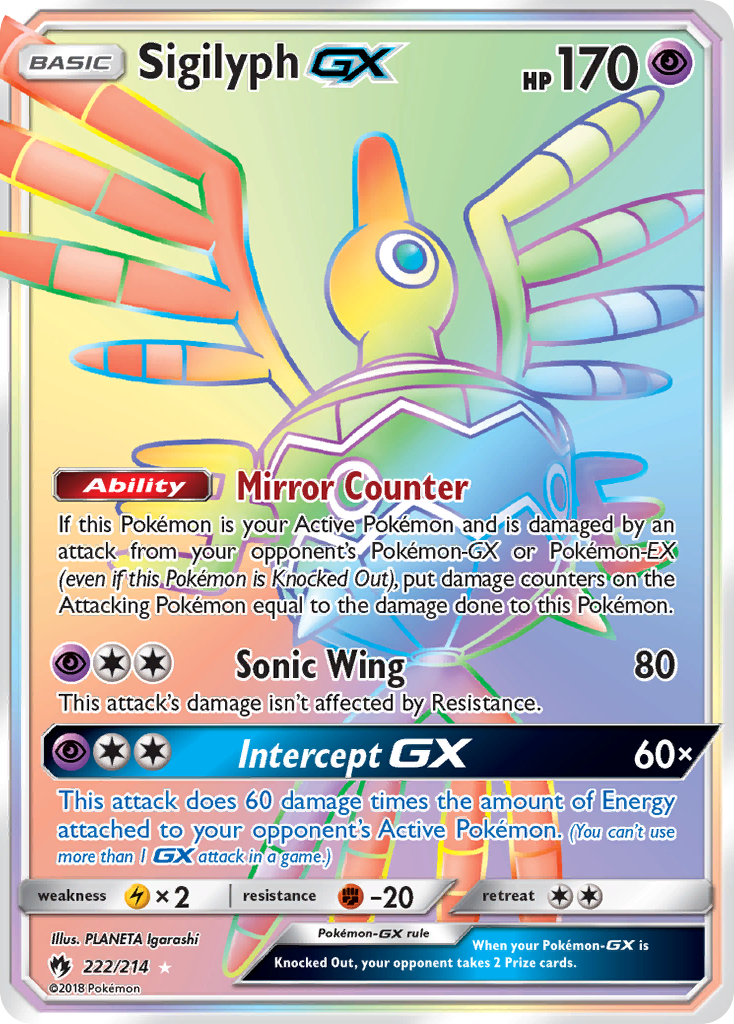 BASIC Sigilyph GX HP 170
Ability Mirror Counter
If this Pokémon is your Active Pokémon and is damaged by an
attack from your opponent's Pokémon-GX or Pokémon-EX
(even if this Pokémon is Knocked Out), put damage counters on the
Attacking Pokémon equal to the damage done to this Pokémon.
Sonic Wing 80
This attack's damage isn't affected by Resistance.
Intercept GX 60×
This attack does 60 damage times the amount of Energy
attached to your opponent's Active Pokémon. (You can't use
more than 1 GX attack in a game.)
weakness × 2 resistance -20 retreat
Illus. PLANETA Igarashi
222/214
©2018 Pokémon
Pokémon-GX rule
When your Pokémon-GX is
Knocked Out, your opponent takes 2 Prize cards.